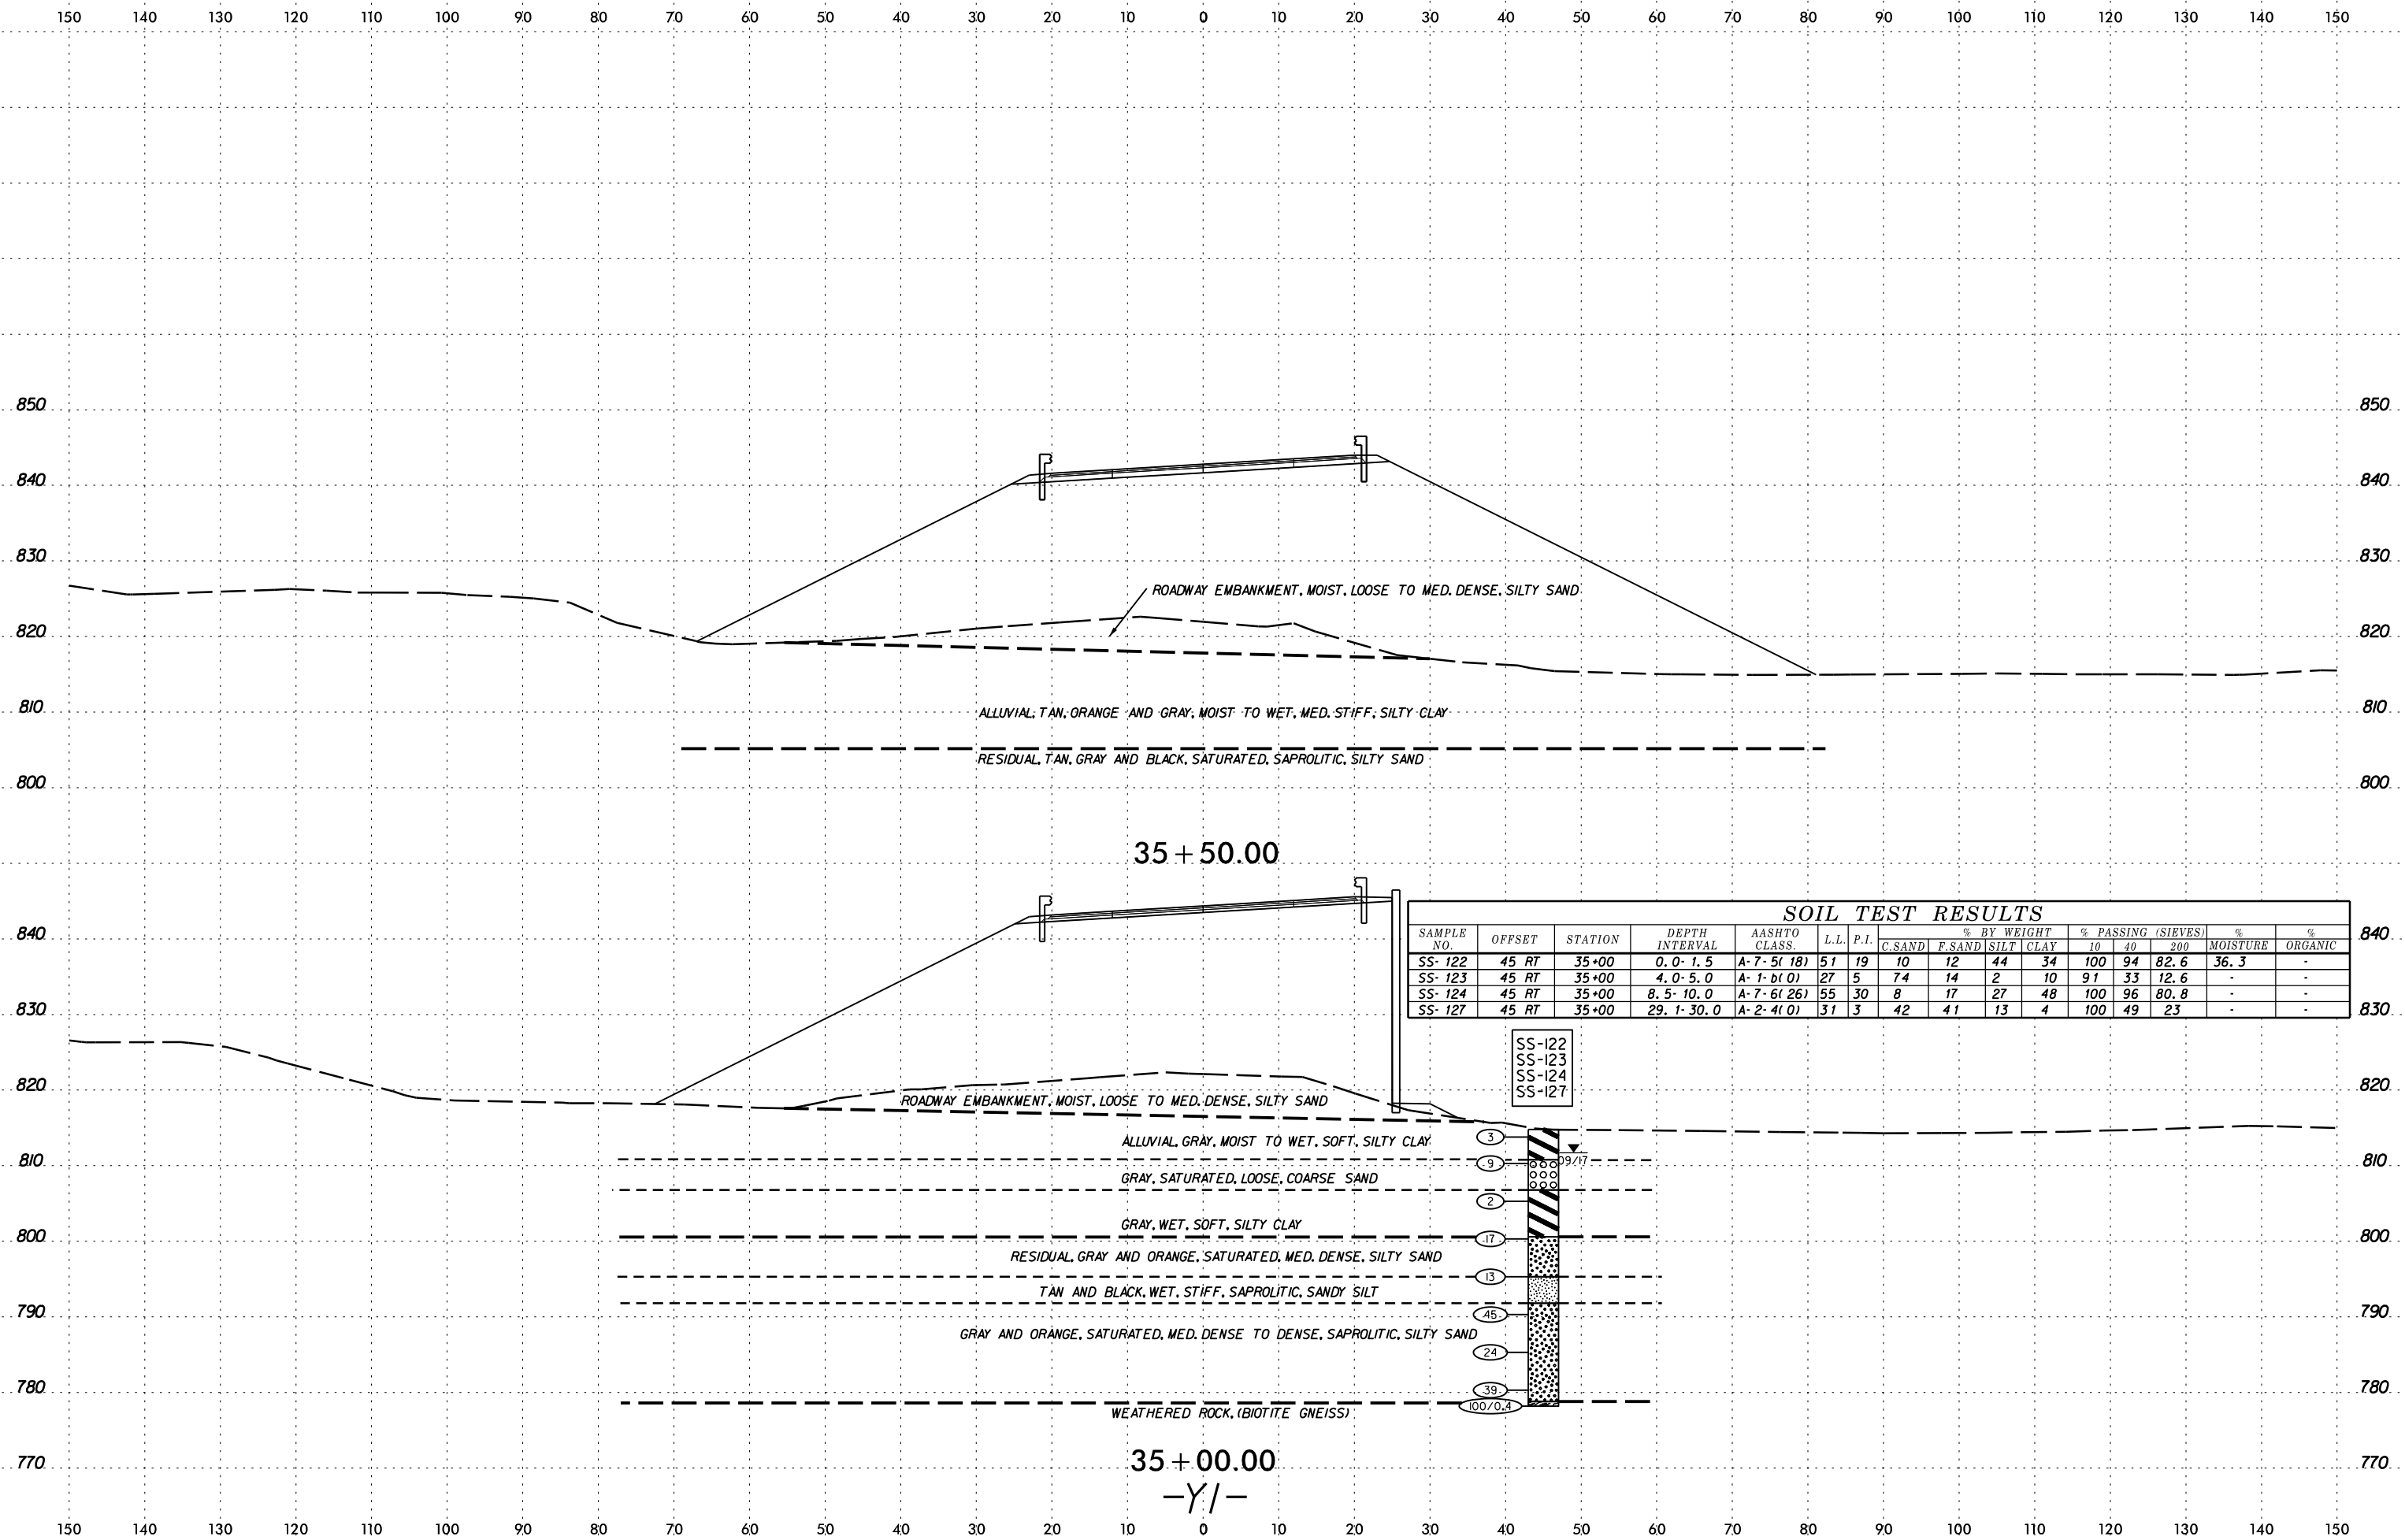 150 140 130 120 110 100 90 80 70 60 50 40 30 20 10 0 10 20 30 40 50 60 70 80 90 100 110 120 130 140 150
850 850
840 840
830 830
ROADWAY EMBANKMENT, MOIST, LOOSE TO MED. DENSE, SILTY SAND
820 820
810 810
ALLUVIAL, TAN, ORANGE AND GRAY, MOIST TO WET, MED. STIFF, SILTY CLAY
RESIDUAL, TAN, GRAY AND BLACK, SATURATED, SAPROLITIC, SILTY SAND
800 800
35+50.00
SOIL TEST RESULTS
SAMPLE NO. OFFSET STATION DEPTH INTERVAL AASHTO CLASS. L.L. P.I. % BY WEIGHT % PASSING (SIEVES) % MOISTURE % ORGANIC
C.SAND F.SAND SILT CLAY 10 40 200
SS-122 45 RT 35+00 0.0-1.5 A-7-5(18) 51 19 10 12 44 34 100 94 82.6 36.3 -
SS-123 45 RT 35+00 4.0-5.0 A-1-b(0) 27 5 74 14 2 10 91 33 12.6 - -
SS-124 45 RT 35+00 8.5-10.0 A-7-6(26) 55 30 8 17 27 48 100 96 80.8 - -
SS-127 45 RT 35+00 29.1-30.0 A-2-4(0) 31 3 42 41 13 4 100 49 23 - -
840 840
830 830
SS-122
SS-123
SS-124
SS-127
820 820
ROADWAY EMBANKMENT, MOIST, LOOSE TO MED. DENSE, SILTY SAND
ALLUVIAL, GRAY, MOIST TO WET, SOFT, SILTY CLAY
3
810 9 09/17 810
GRAY, SATURATED, LOOSE, COARSE SAND
2
GRAY, WET, SOFT, SILTY CLAY
800 17 800
RESIDUAL, GRAY AND ORANGE, SATURATED, MED. DENSE, SILTY SAND
13
TAN AND BLACK, WET, STIFF, SAPROLITIC, SANDY SILT
790 45 790
GRAY AND ORANGE, SATURATED, MED. DENSE TO DENSE, SAPROLITIC, SILTY SAND
24
780 39 780
100/0.4
WEATHERED ROCK, (BIOTITE GNEISS)
770 770
35+00.00
-Y1-
150 140 130 120 110 100 90 80 70 60 50 40 30 20 10 0 10 20 30 40 50 60 70 80 90 100 110 120 130 140 150